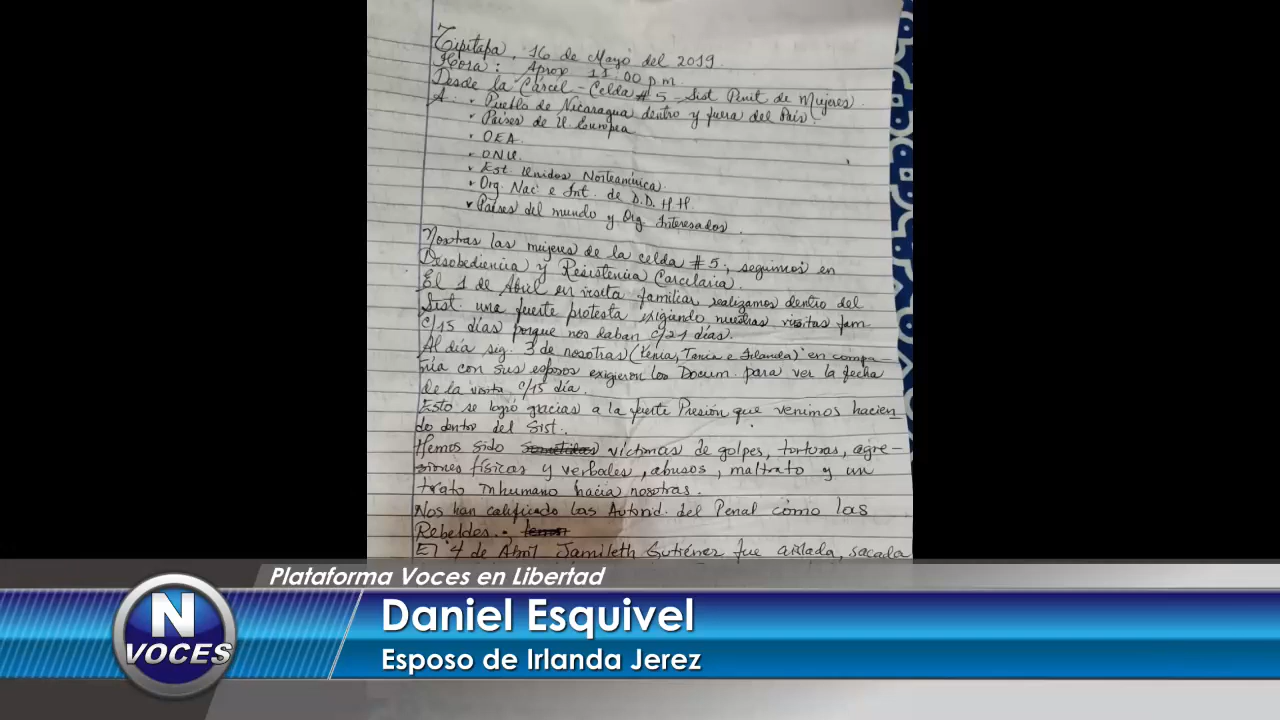 Tipitapa, 16 de Mayo del 2019.
Hora: Aprox 11:00 p.m.
Desde la Cárcel - Celda #5 - Sist Penit de Mujeres.
A: • Pueblo de Nicaragua dentro y fuera del País.
• Países de U. Europea
• OEA.
• ONU.
• Est. Unidos Norteamérica.
• Org. Nac. e Int. de D.D. H H.
• Países del mundo y Org. Interesados.
Nostras las mujeres de la celda #5, seguimos en
Desobediencia y Resistencia Carcelaria.
El 1 de Abril en visita familiar realizamos dentro del
Sist. una fuerte protesta exigiendo nuestras visitas fam
c/15 días porque nos daban c/21 días.
Al día sig. 3 de nosotras (Kenia, Tania e Irlanda) en compa-
ñía con sus esposos exigieron los Docum. para ver la fecha
de la visita c/15 día.
Esto se logró gracias a la fuerte Presión que venimos hacien-
do dentro del Sist.
Hemos sido sometidas víctimas de golpes, torturas, agre-
siones físicas y verbales, abusos, maltrato y un
trato Inhumano hacia nosotras.
Nos han calificado las Autorid. del Penal como las
Rebeldes.
El 4 de Abril Jamileth Gutiérrez fue aislada, sacada
Plataforma Voces en Libertad
N
VOCES
Daniel Esquivel
Esposo de Irlanda Jerez